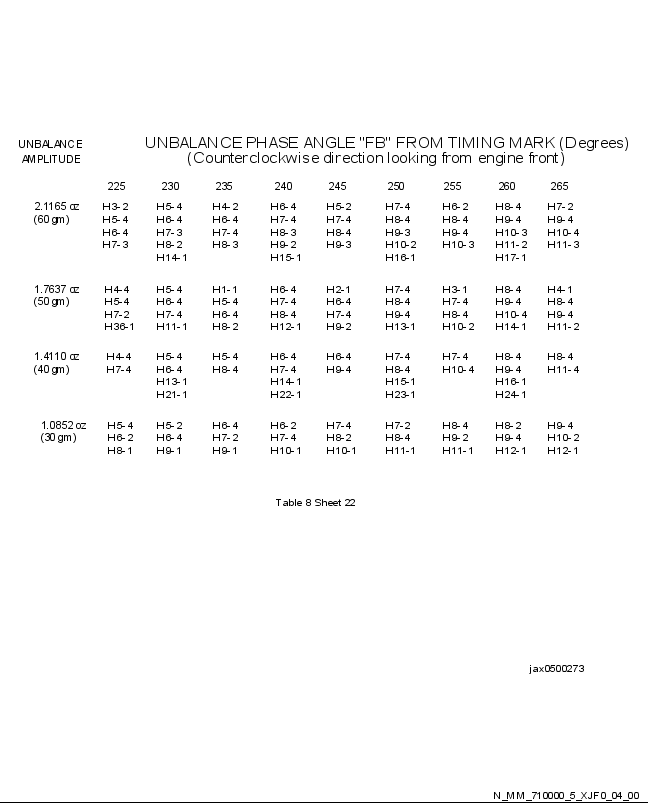 UNBALANCE UNBALANCE PHASE ANGLE "FB" FROM TIMING MARK (Degrees)
AMPLITUDE (Counterclockwise direction looking from engine front)
225 230 235 240 245 250 255 260 265
2.1165 oz H3-2 H5-4 H4-2 H6-4 H5-2 H7-4 H6-2 H8-4 H7-2
(60 gm) H5-4 H6-4 H6-4 H7-4 H7-4 H8-4 H8-4 H9-4 H9-4
H6-4 H7-3 H7-4 H8-3 H8-4 H9-3 H9-4 H10-3 H10-4
H7-3 H8-2 H8-3 H9-2 H9-3 H10-2 H10-3 H11-2 H11-3
H14-1 H15-1 H16-1 H17-1
1.7637 oz H4-4 H5-4 H1-1 H6-4 H2-1 H7-4 H3-1 H8-4 H4-1
(50 gm) H5-4 H6-4 H5-4 H7-4 H6-4 H8-4 H7-4 H9-4 H8-4
H7-2 H7-4 H6-4 H8-4 H7-4 H9-4 H8-4 H10-4 H9-4
H36-1 H11-1 H8-2 H12-1 H9-2 H13-1 H10-2 H14-1 H11-2
1.4110 oz H4-4 H5-4 H5-4 H6-4 H6-4 H7-4 H7-4 H8-4 H8-4
(40 gm) H7-4 H6-4 H8-4 H7-4 H9-4 H8-4 H10-4 H9-4 H11-4
H13-1 H14-1 H15-1 H16-1
H21-1 H22-1 H23-1 H24-1
1.0852 oz H5-4 H5-2 H6-4 H6-2 H7-4 H7-2 H8-4 H8-2 H9-4
(30 gm) H6-2 H6-4 H7-2 H7-4 H8-2 H8-4 H9-2 H9-4 H10-2
H8-1 H9-1 H9-1 H10-1 H10-1 H11-1 H11-1 H12-1 H12-1
Table 8 Sheet 22
jax0500273
N_MM_710000_5_XJF0_04_00